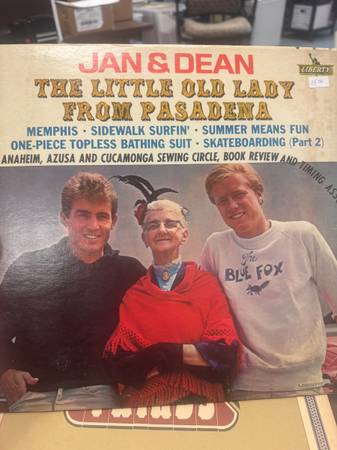 JAN & DEAN
LIBERTY
THE LITTLE OLD LADY
FROM PASADENA
MEMPHIS • SIDEWALK SURFIN' • SUMMER MEANS FUN
ONE-PIECE TOPLESS BATHING SUIT • SKATEBOARDING (Part 2)
ANAHEIM, AZUSA AND CUCAMONGA SEWING CIRCLE, BOOK REVIEW AND TIMING ASS
The
BLUE FOX